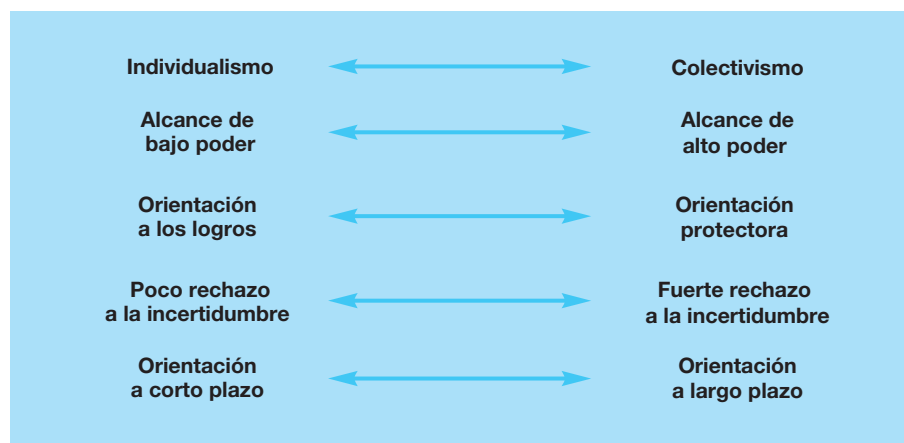 Individualismo
Colectivismo
Alcance de
bajo poder
Alcance de
alto poder
Orientación
a los logros
Orientación
protectora
Poco rechazo
a la incertidumbre
Fuerte rechazo
a la incertidumbre
Orientación
a corto plazo
Orientación
a largo plazo